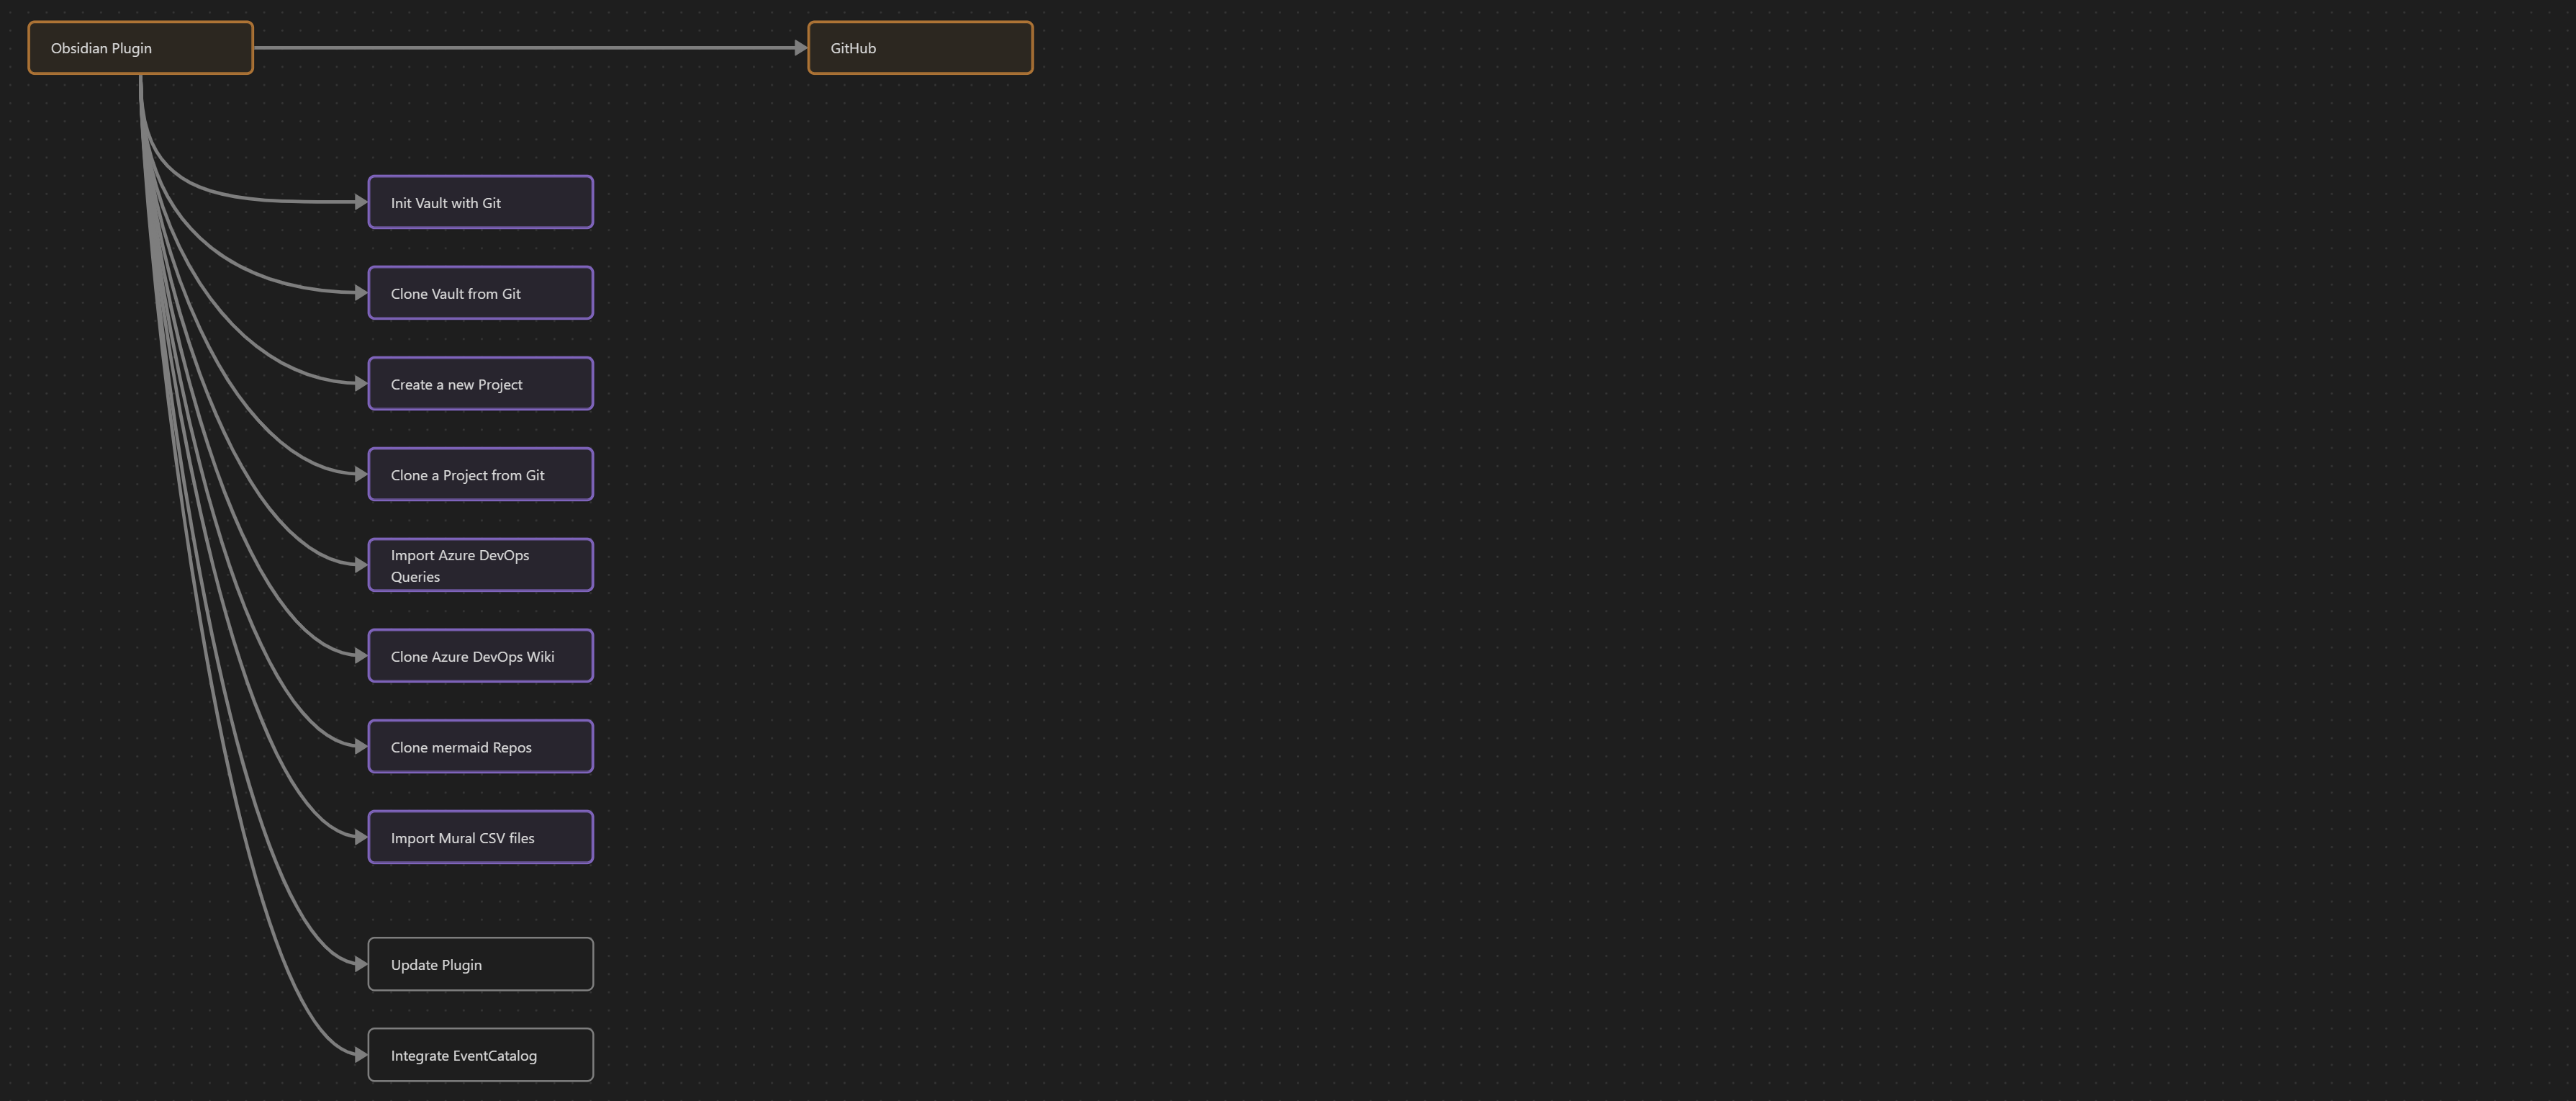 Obsidian Plugin
GitHub
Init Vault with Git
Clone Vault from Git
Create a new Project
Clone a Project from Git
Import Azure DevOps
Queries
Clone Azure DevOps Wiki
Clone mermaid Repos
Import Mural CSV files
Update Plugin
Integrate EventCatalog